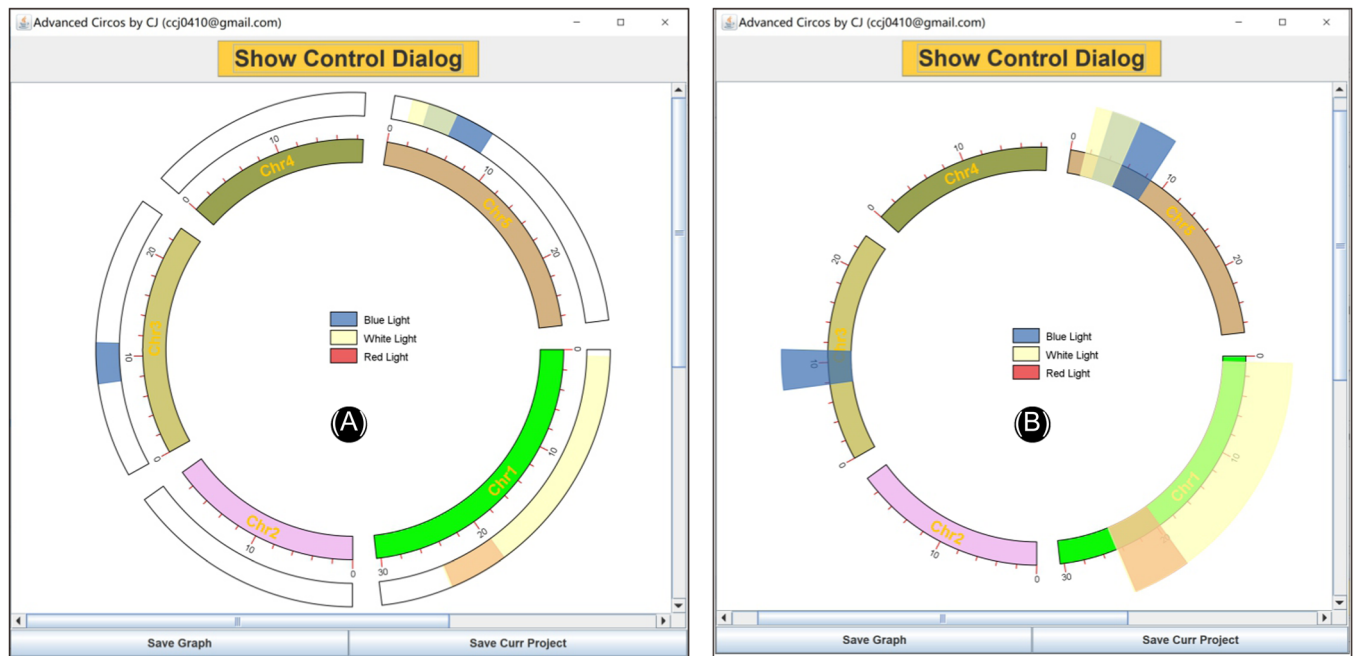 Advanced Circos by CJ (ccj0410@gmail.com)
Show Control Dialog
0
10
20
Chr5
0
10
Chr4
0
10
20
Chr3
0
10
Chr2
0
10
20
30
Chr1
Blue Light
White Light
Red Light
(A)
Save Graph
Save Curr Project
Advanced Circos by CJ (ccj0410@gmail.com)
Show Control Dialog
0
10
20
Chr5
0
10
Chr4
0
10
20
0
10
Chr2
0
10
30
Chr1
Blue Light
White Light
Red Light
(B)
Save Graph
Save Curr Project